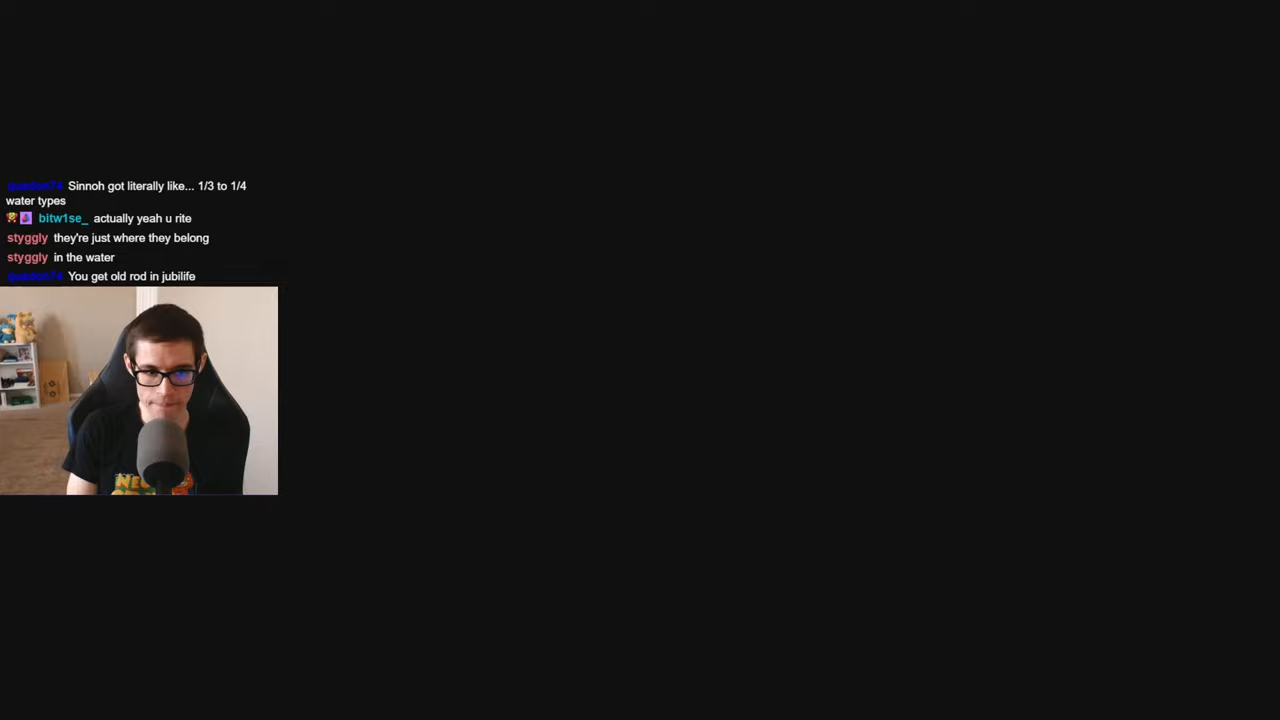 Sinnoh got literally like... 1/3 to 1/4
water types
bitw1se_ actually yeah u rite
styggly they're just where they belong
styggly in the water
You get old rod in jubilife